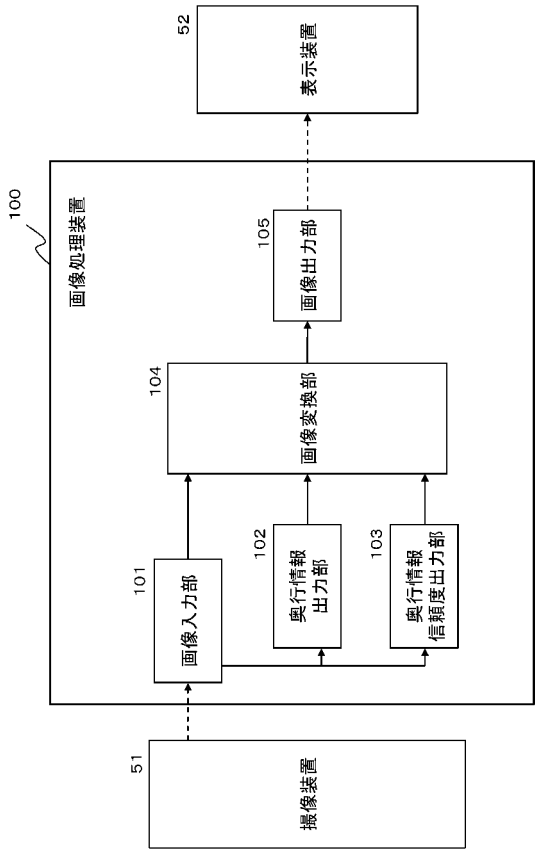 100
画像処理装置
51
撮像装置
101
画像入力部
102
奥行情報
出力部
103
奥行情報
信頼度出力部
104
画像変換部
105
画像出力部
52
表示装置